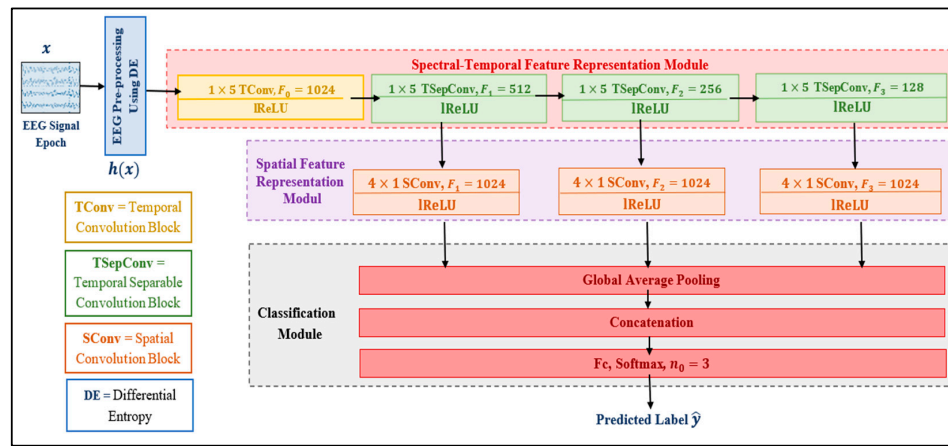 x
EEG Signal
Epoch
EEG Pre-processing
Using DE
h(x)
Spectral-Temporal Feature Representation Module
1 × 5 TConv, F₀ = 1024
lReLU
1 × 5 TSepConv, F₁ = 512
lReLU
1 × 5 TSepConv, F₂ = 256
lReLU
1 × 5 TSepConv, F₃ = 128
lReLU
Spatial Feature
Representation
Modul
4 × 1 SConv, F₁ = 1024
lReLU
4 × 1 SConv, F₂ = 1024
lReLU
4 × 1 SConv, F₃ = 1024
lReLU
Classification
Module
Global Average Pooling
Concatenation
Fc, Softmax, n₀ = 3
Predicted Label ŷ
TConv = Temporal
Convolution Block
TSepConv =
Temporal Separable
Convolution Block
SConv = Spatial
Convolution Block
DE = Differential
Entropy